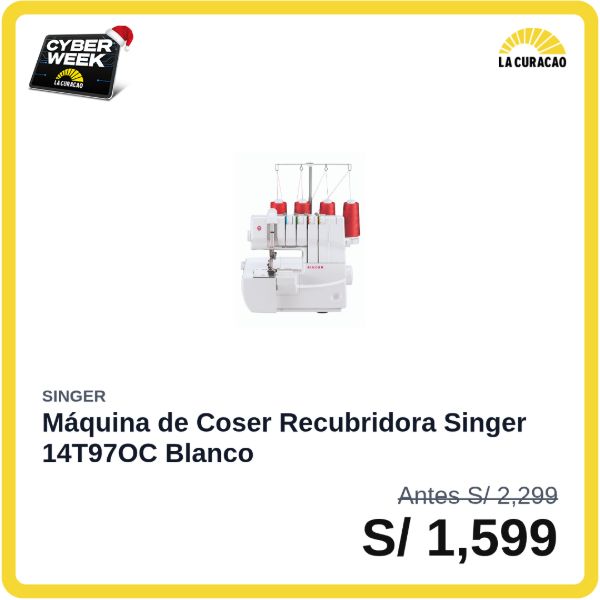 CYBER
WEEK
LA CURACAO
LA CURACAO
SINGER
SINGER
Máquina de Coser Recubridora Singer
14T97OC Blanco
Antes S/ 2,299
S/ 1,599